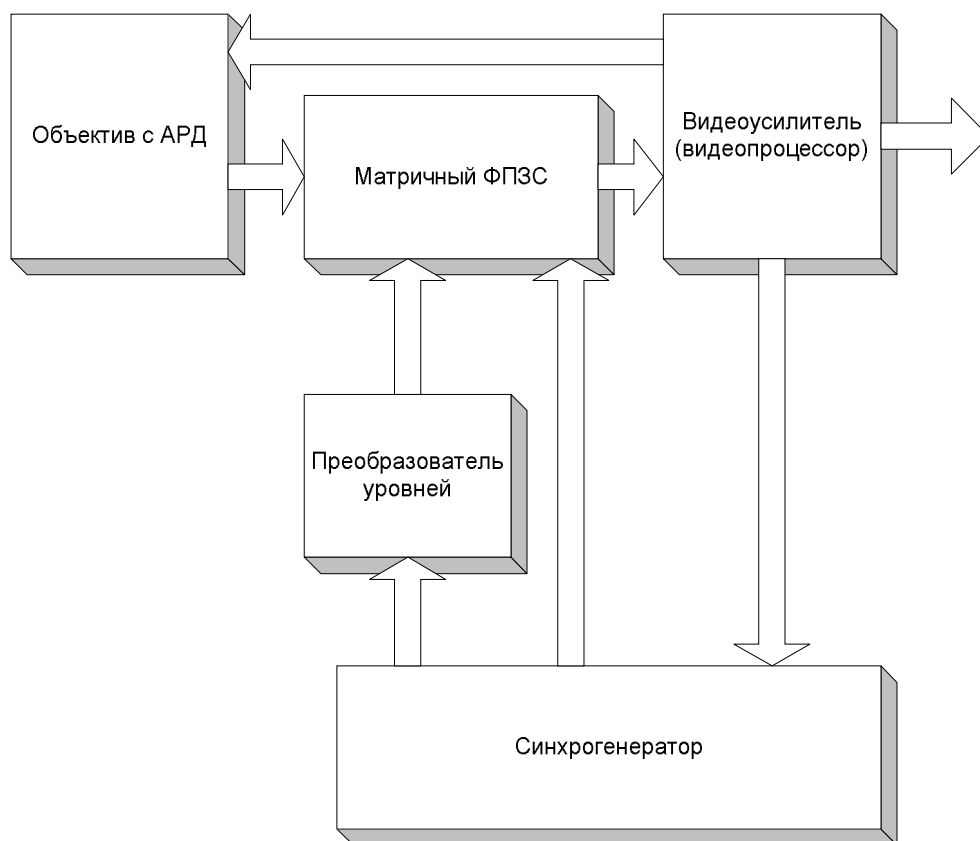 Объектив с АРД
Матричный ФПЗС
Видеоусилитель
(видеопроцессор)
Преобразователь
уровней
Синхрогенератор